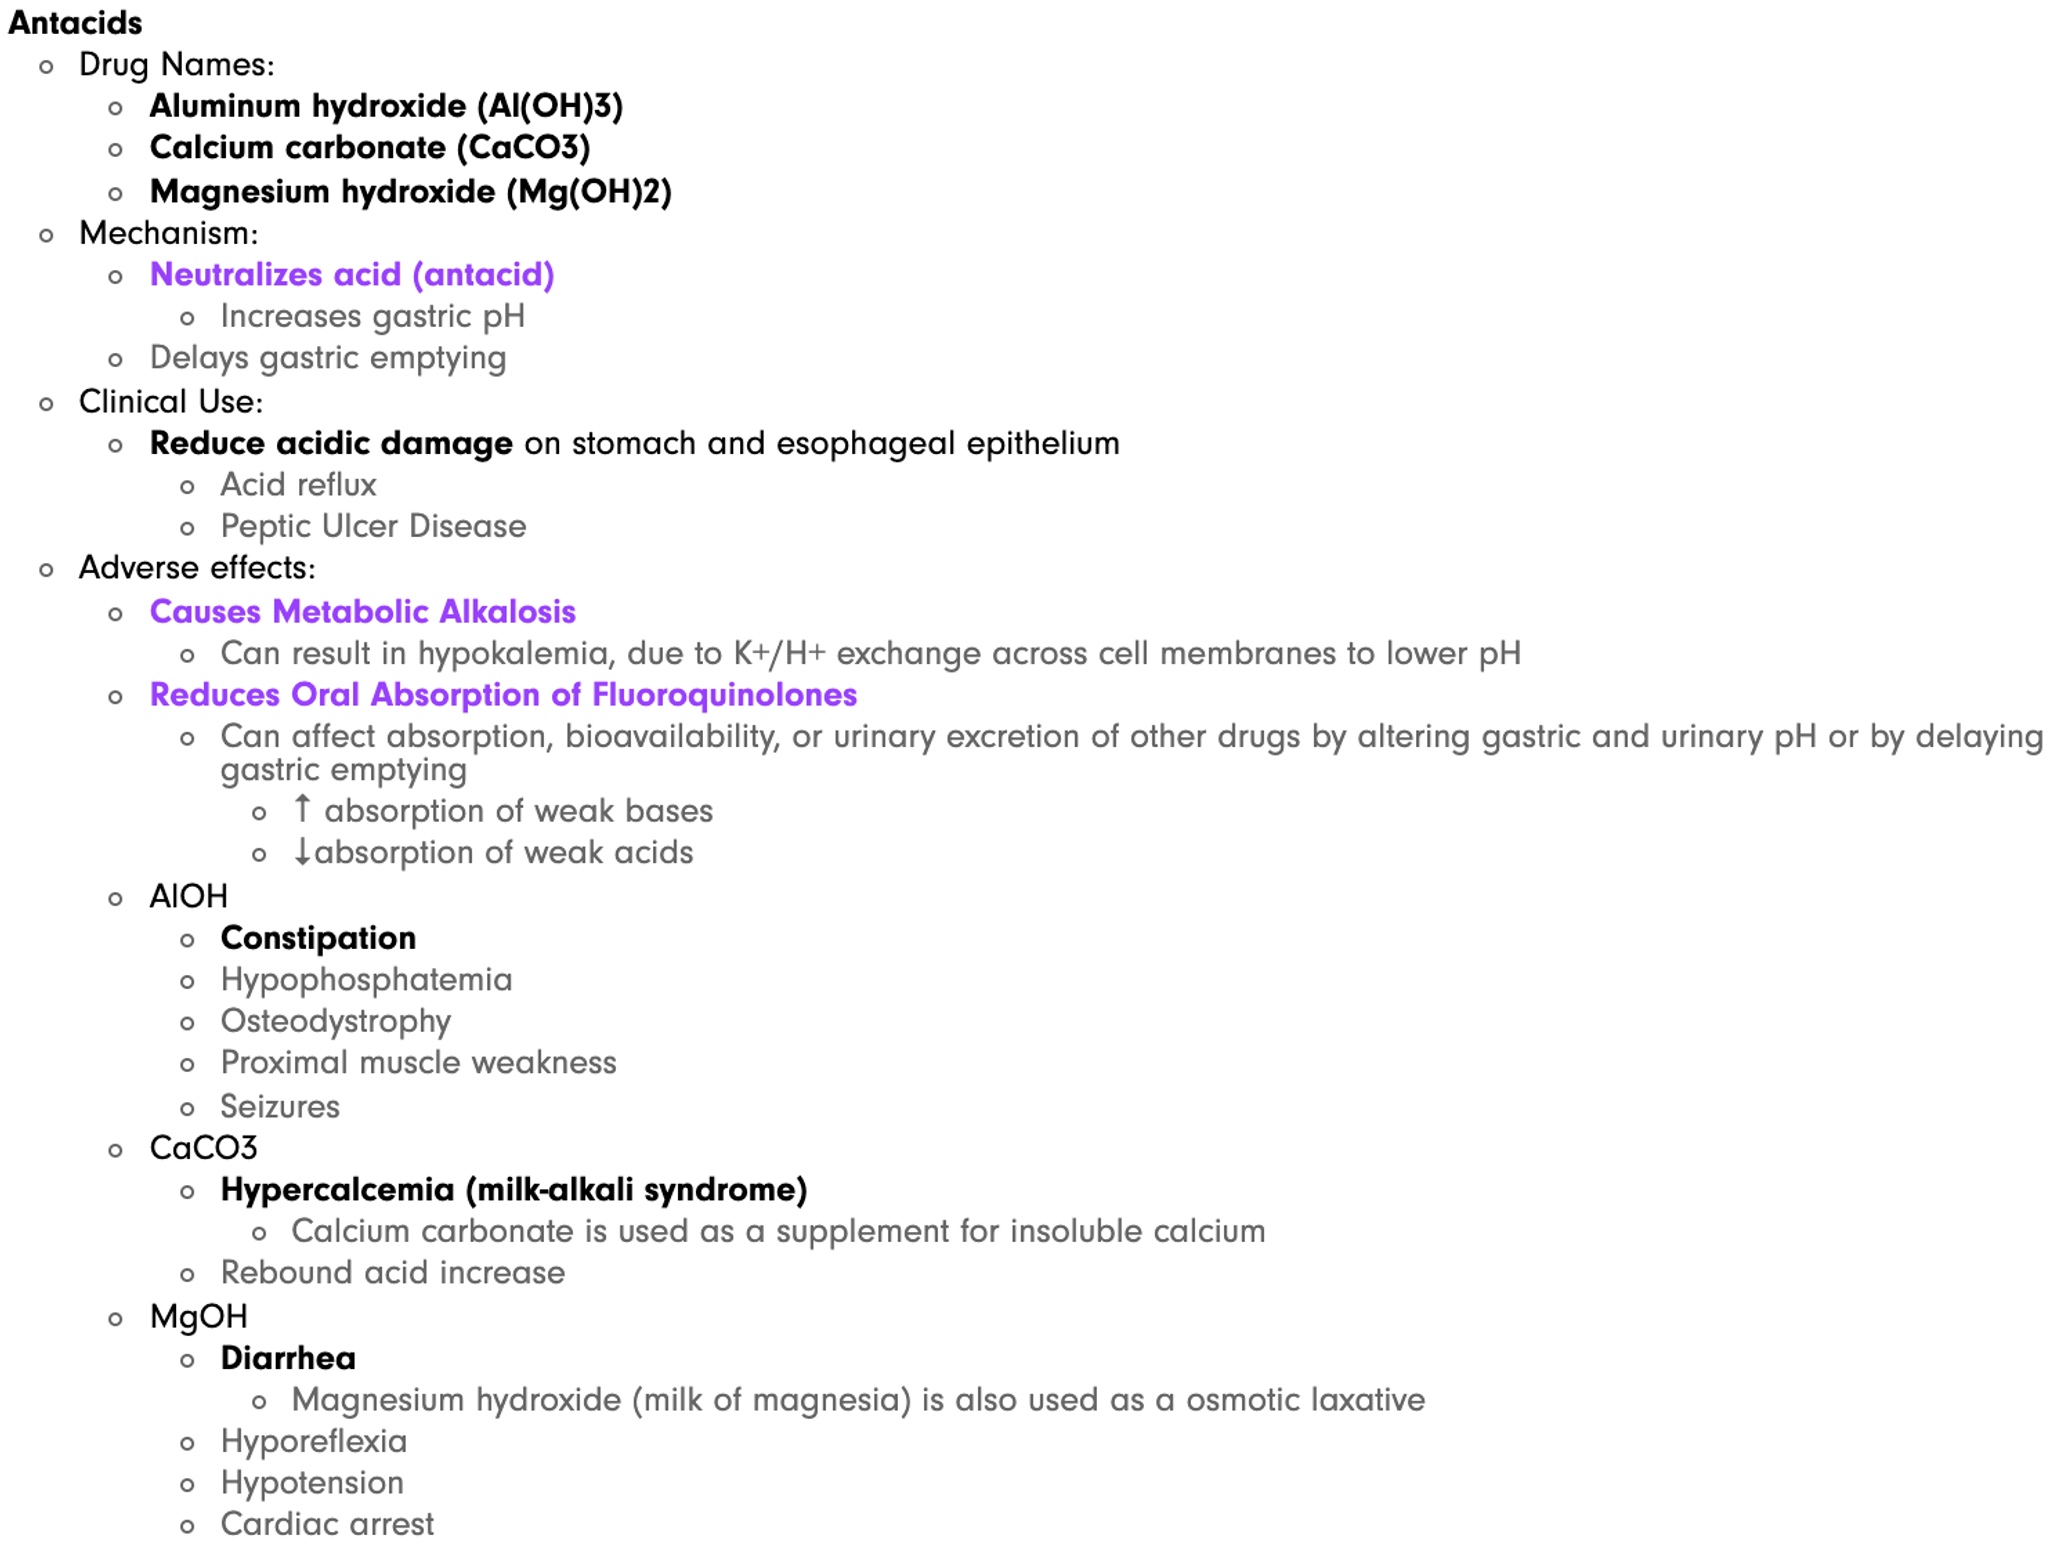 Antacids
Drug Names:
Aluminum hydroxide (Al(OH)3)
Calcium carbonate (CaCO3)
Magnesium hydroxide (Mg(OH)2)
Mechanism:
Neutralizes acid (antacid)
Increases gastric pH
Delays gastric emptying
Clinical Use:
Reduce acidic damage on stomach and esophageal epithelium
Acid reflux
Peptic Ulcer Disease
Adverse effects:
Causes Metabolic Alkalosis
Can result in hypokalemia, due to K+/H+ exchange across cell membranes to lower pH
Reduces Oral Absorption of Fluoroquinolones
Can affect absorption, bioavailability, or urinary excretion of other drugs by altering gastric and urinary pH or by delaying
gastric emptying
↑ absorption of weak bases
↓absorption of weak acids
AlOH
Constipation
Hypophosphatemia
Osteodystrophy
Proximal muscle weakness
Seizures
CaCO3
Hypercalcemia (milk-alkali syndrome)
Calcium carbonate is used as a supplement for insoluble calcium
Rebound acid increase
MgOH
Diarrhea
Magnesium hydroxide (milk of magnesia) is also used as a osmotic laxative
Hyporeflexia
Hypotension
Cardiac arrest